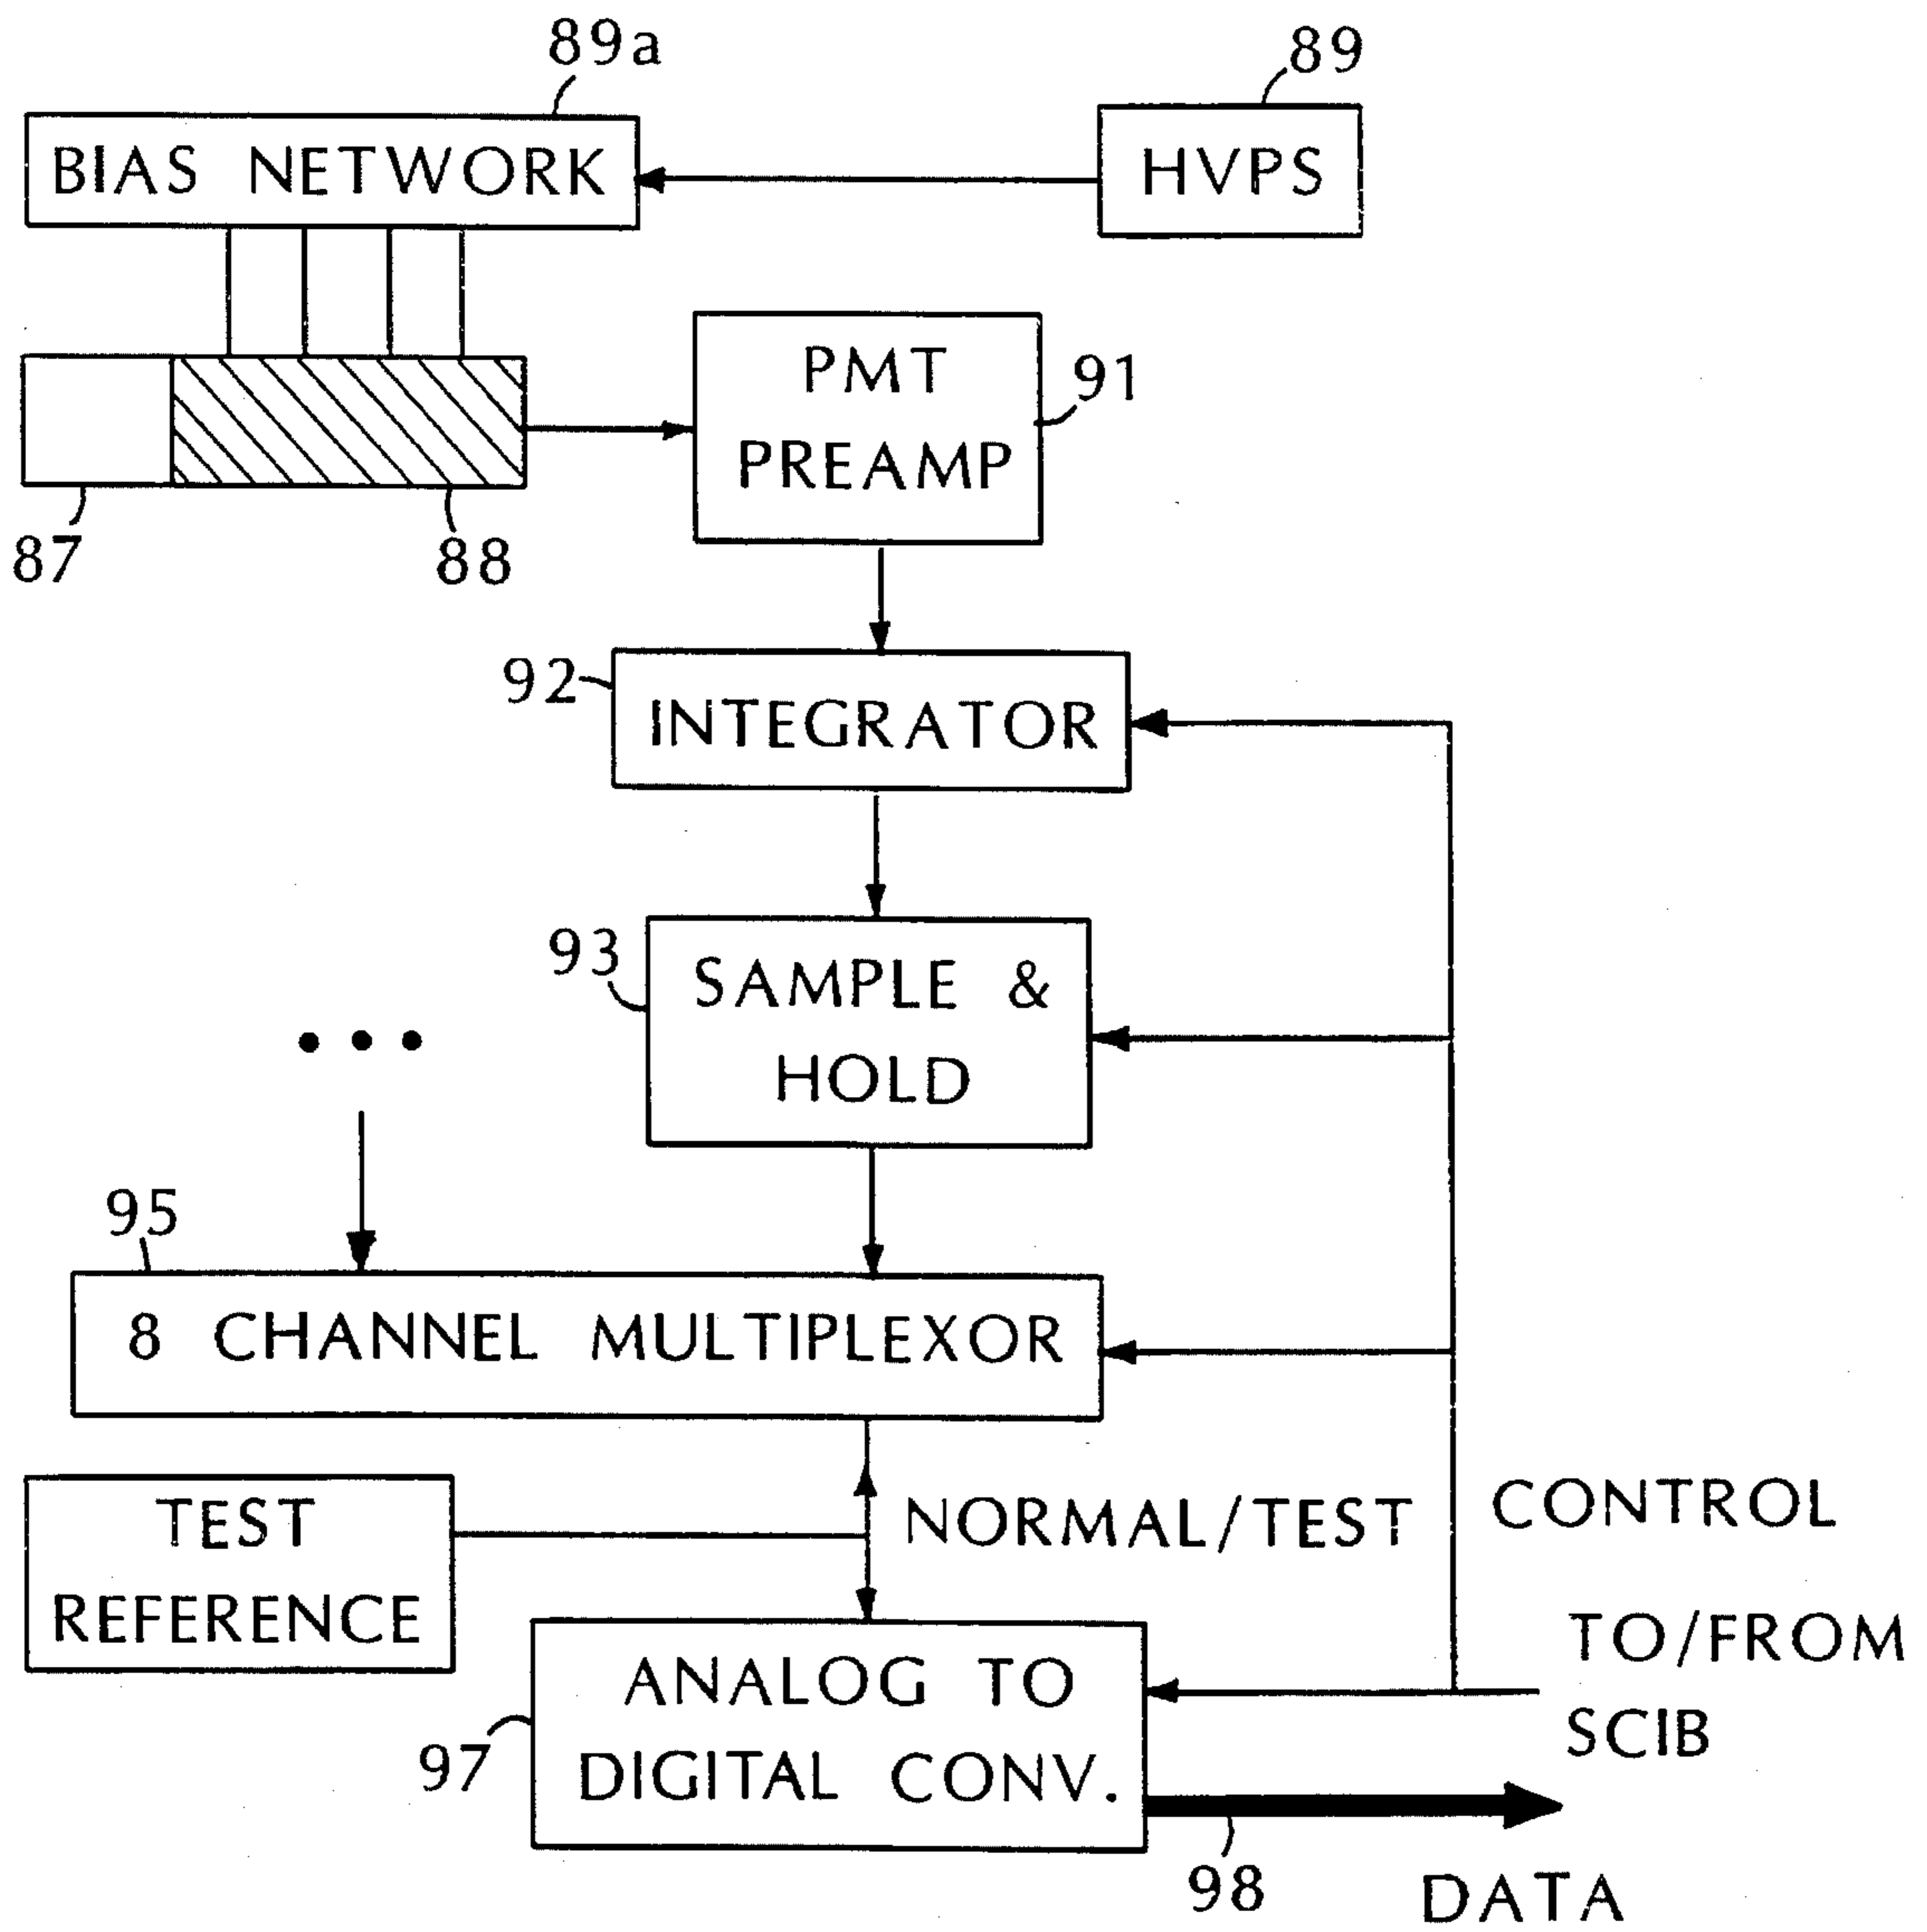 89a
89
BIAS NETWORK
HVPS
PMT
PREAMP
91
87
88
92
INTEGRATOR
93
SAMPLE &
HOLD
95
8 CHANNEL MULTIPLEXOR
TEST
REFERENCE
NORMAL/TEST
CONTROL
TO/FROM
SCIB
ANALOG TO
DIGITAL CONV.
97
98
DATA